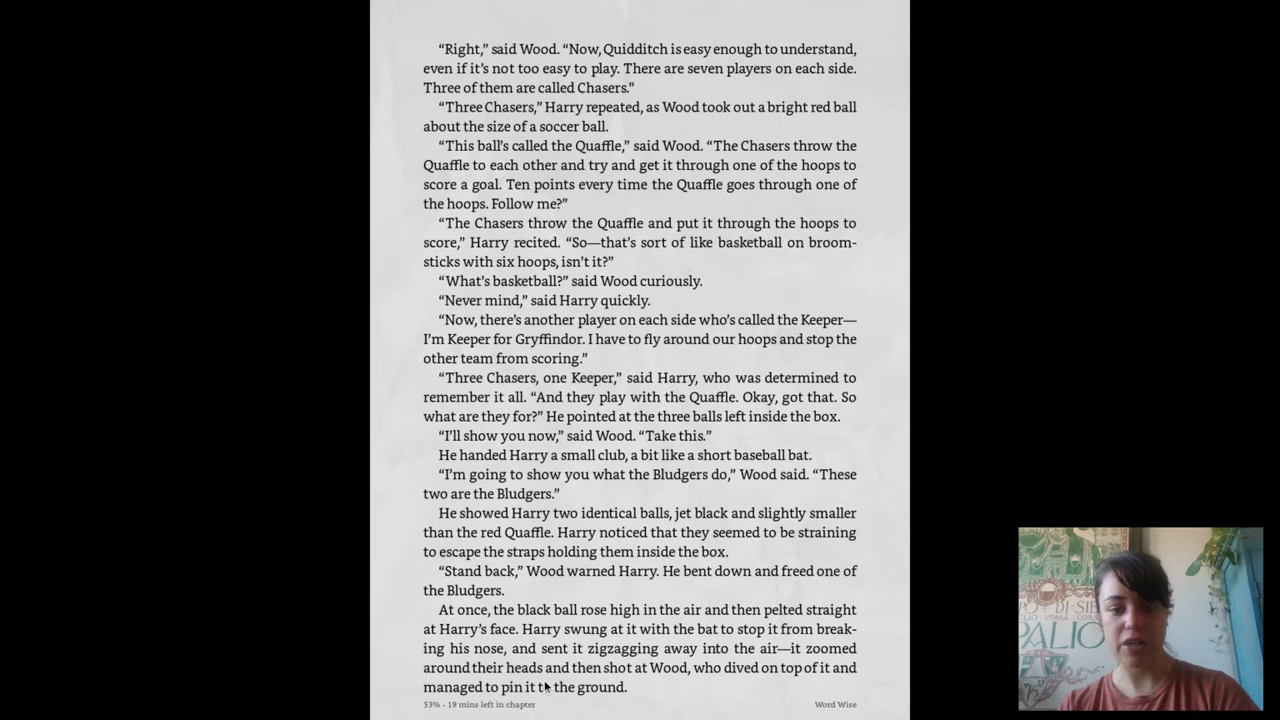 “Right,” said Wood. “Now, Quidditch is easy enough to understand,
even if it’s not too easy to play. There are seven players on each side.
Three of them are called Chasers.”
“Three Chasers,” Harry repeated, as Wood took out a bright red ball
about the size of a soccer ball.
“This ball’s called the Quaffle,” said Wood. “The Chasers throw the
Quaffle to each other and try and get it through one of the hoops to
score a goal. Ten points every time the Quaffle goes through one of
the hoops. Follow me?”
“The Chasers throw the Quaffle and put it through the hoops to
score,” Harry recited. “So—that’s sort of like basketball on broom-
sticks with six hoops, isn’t it?”
“What’s basketball?” said Wood curiously.
“Never mind,” said Harry quickly.
“Now, there’s another player on each side who’s called the Keeper—
I’m Keeper for Gryffindor. I have to fly around our hoops and stop the
other team from scoring.”
“Three Chasers, one Keeper,” said Harry, who was determined to
remember it all. “And they play with the Quaffle. Okay, got that. So
what are they for?” He pointed at the three balls left inside the box.
“I’ll show you now,” said Wood. “Take this.”
He handed Harry a small club, a bit like a short baseball bat.
“I’m going to show you what the Bludgers do,” Wood said. “These
two are the Bludgers.”
He showed Harry two identical balls, jet black and slightly smaller
than the red Quaffle. Harry noticed that they seemed to be straining
to escape the straps holding them inside the box.
“Stand back,” Wood warned Harry. He bent down and freed one of
the Bludgers.
At once, the black ball rose high in the air and then pelted straight
at Harry’s face. Harry swung at it with the bat to stop it from break-
ing his nose, and sent it zigzagging away into the air—it zoomed
around their heads and then shot at Wood, who dived on top of it and
managed to pin it to the ground.
53% - 19 mins left in chapter
Word Wise
PALIO